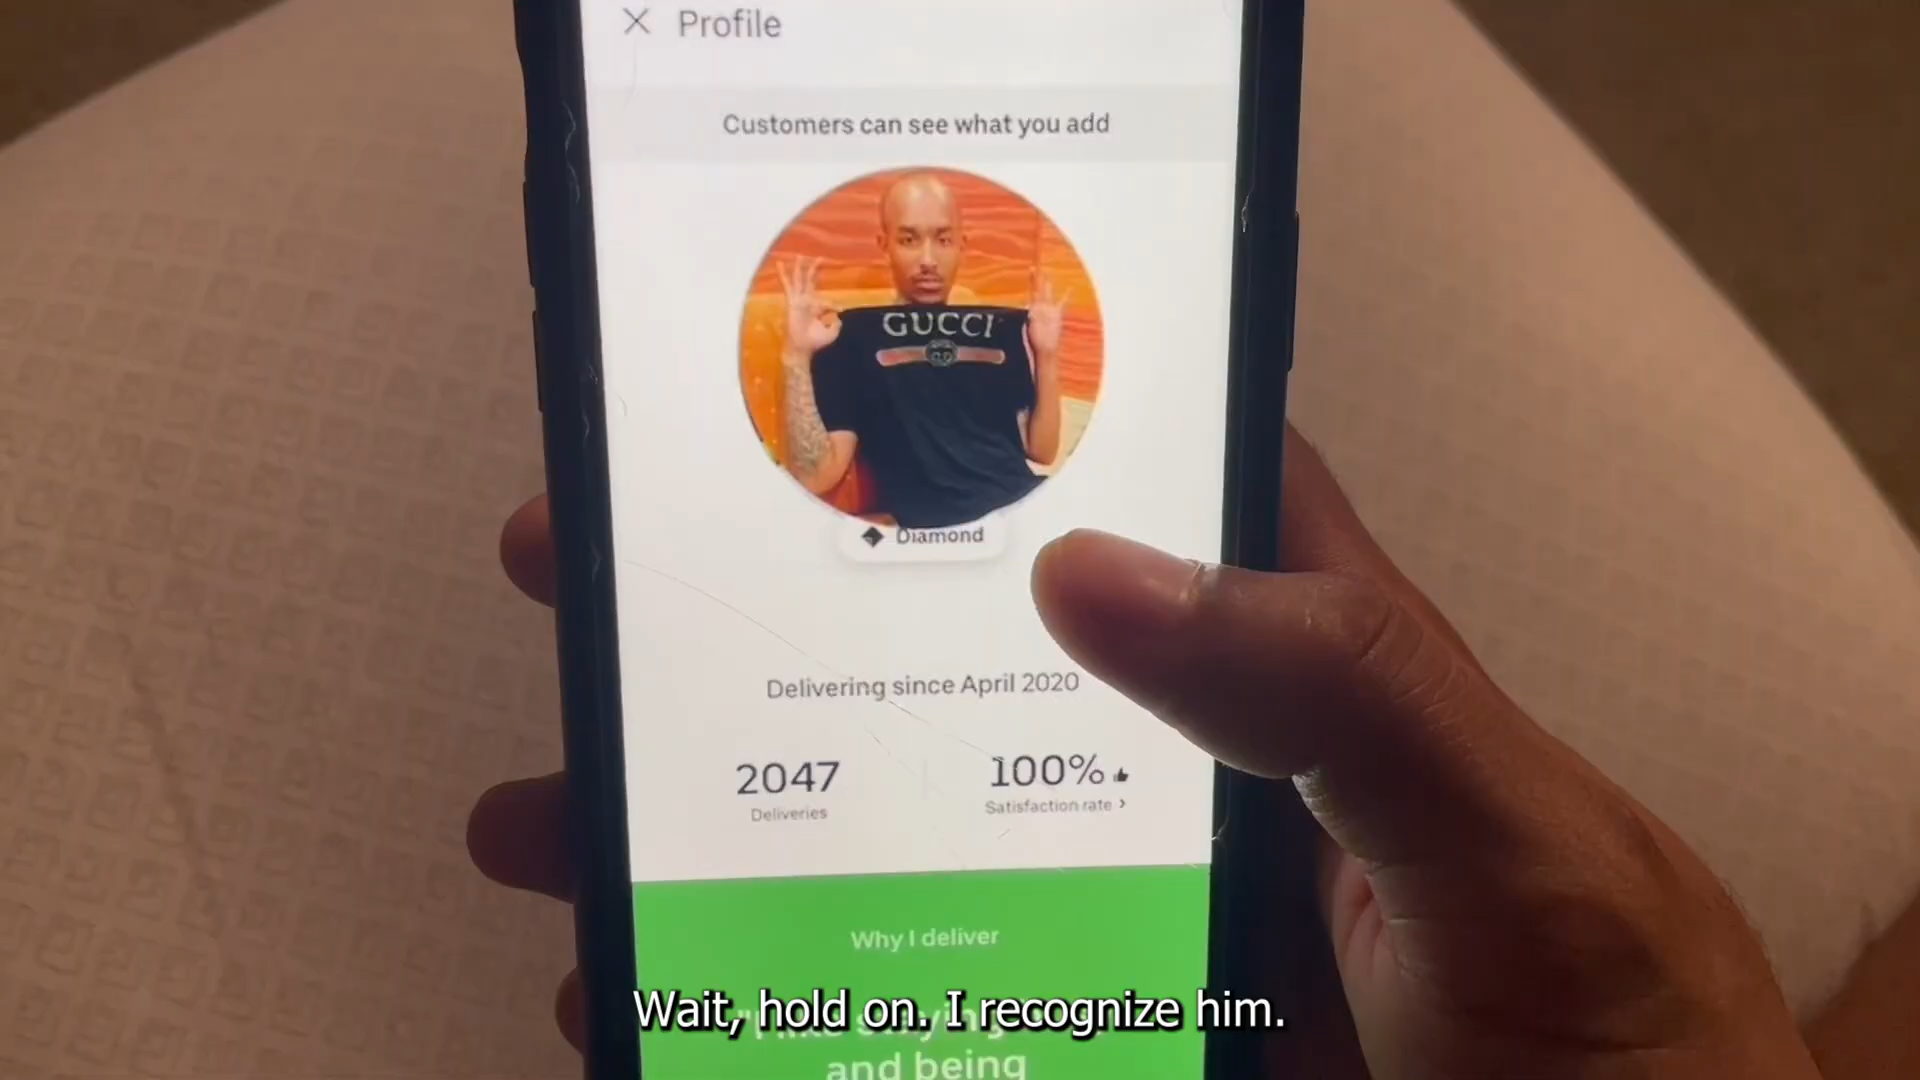 Profile
Customers can see what you add
GUCCI
Diamond
Delivering since April 2020
2047
Deliveries
100%
Satisfaction rate >
Why I deliver
Wait, hold on. I recognize him.
and being